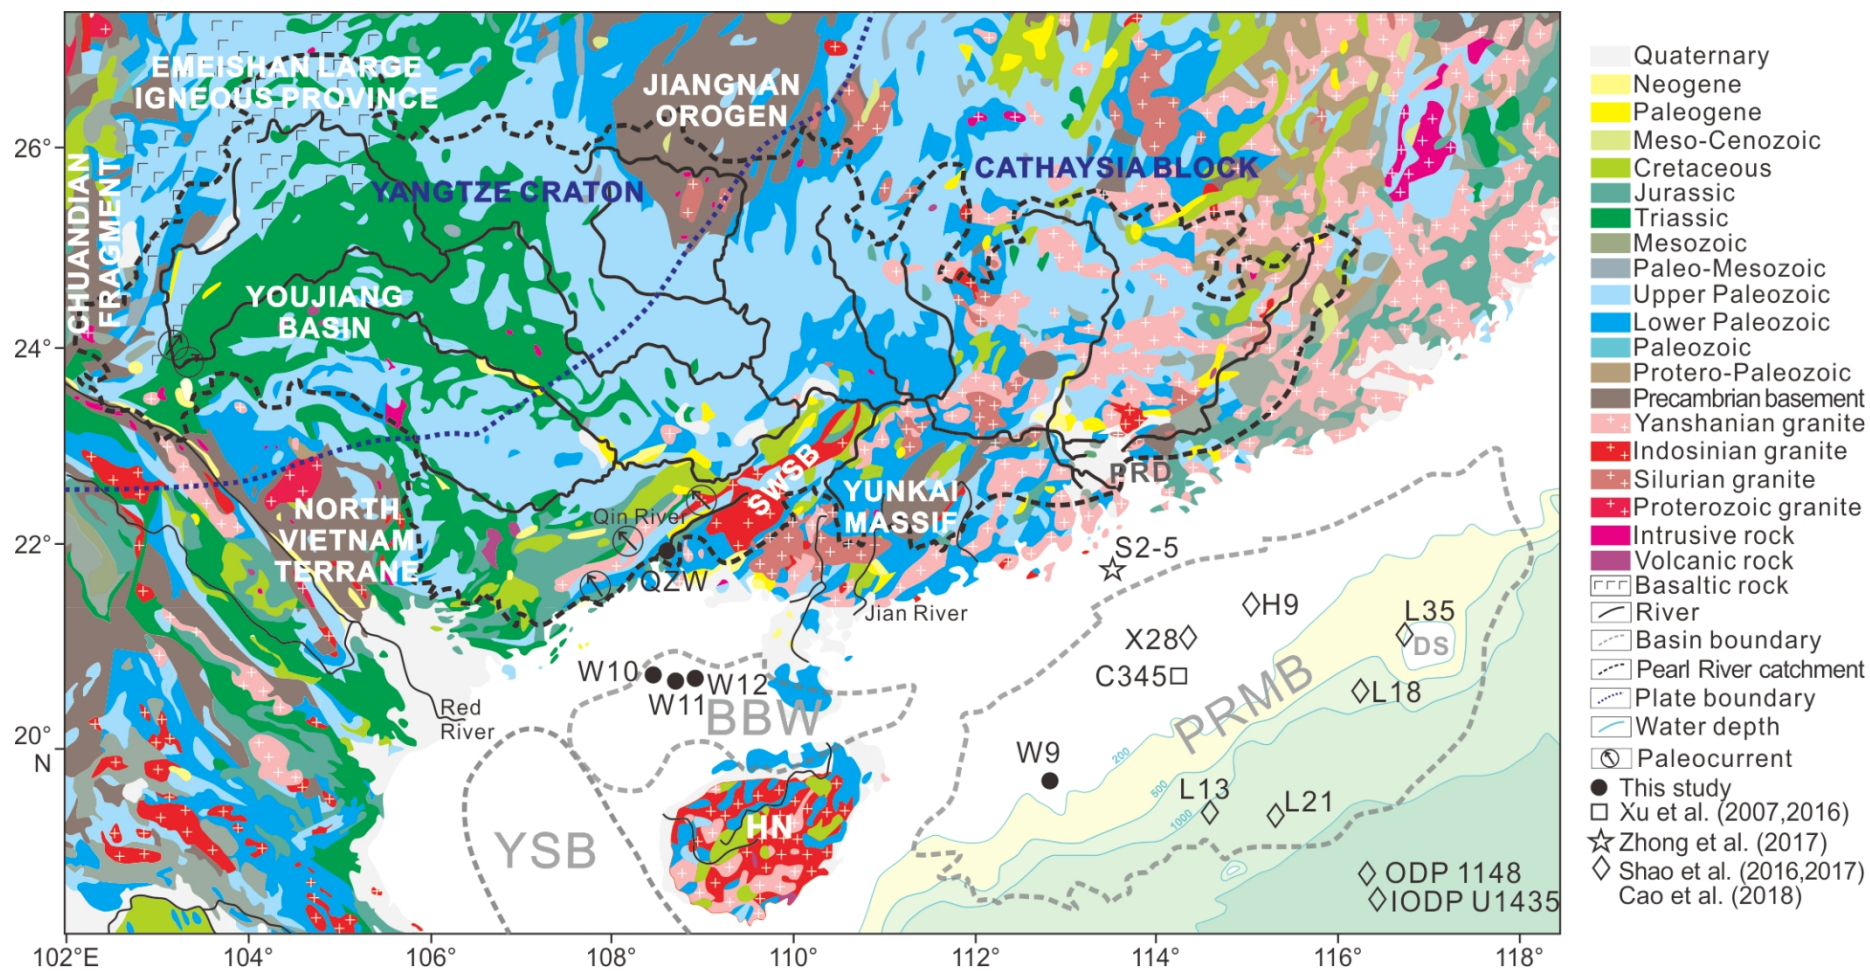 EMEISHAN LARGE
IGNEOUS PROVINCE
JIANGNAN
OROGEN
CHUANDIAN
FRAGMENT
YANGTZE CRATON
CATHAYSIA BLOCK
YOUJIANG
BASIN
NORTH
VIETNAM
TERRANE
SWSB
YUNKAI
MASSIF
PRD
Qin River
QZW
Jian River
Red
River
W10
W11
W12
BBW
YSB
HN
W9
S2-5
H9
X28
C345
L35
DS
L18
PRMB
L13
L21
200
500
1000
ODP 1148
IODP U1435
26°
24°
22°
20°
N
102°E
104°
106°
108°
110°
112°
114°
116°
118°
Quaternary
Neogene
Paleogene
Meso-Cenozoic
Cretaceous
Jurassic
Triassic
Mesozoic
Paleo-Mesozoic
Upper Paleozoic
Lower Paleozoic
Paleozoic
Protero-Paleozoic
Precambrian basement
Yanshanian granite
Indosinian granite
Silurian granite
Proterozoic granite
Intrusive rock
Volcanic rock
Basaltic rock
River
Basin boundary
Pearl River catchment
Plate boundary
Water depth
Paleocurrent
This study
Xu et al. (2007,2016)
Zhong et al. (2017)
Shao et al. (2016,2017)
Cao et al. (2018)